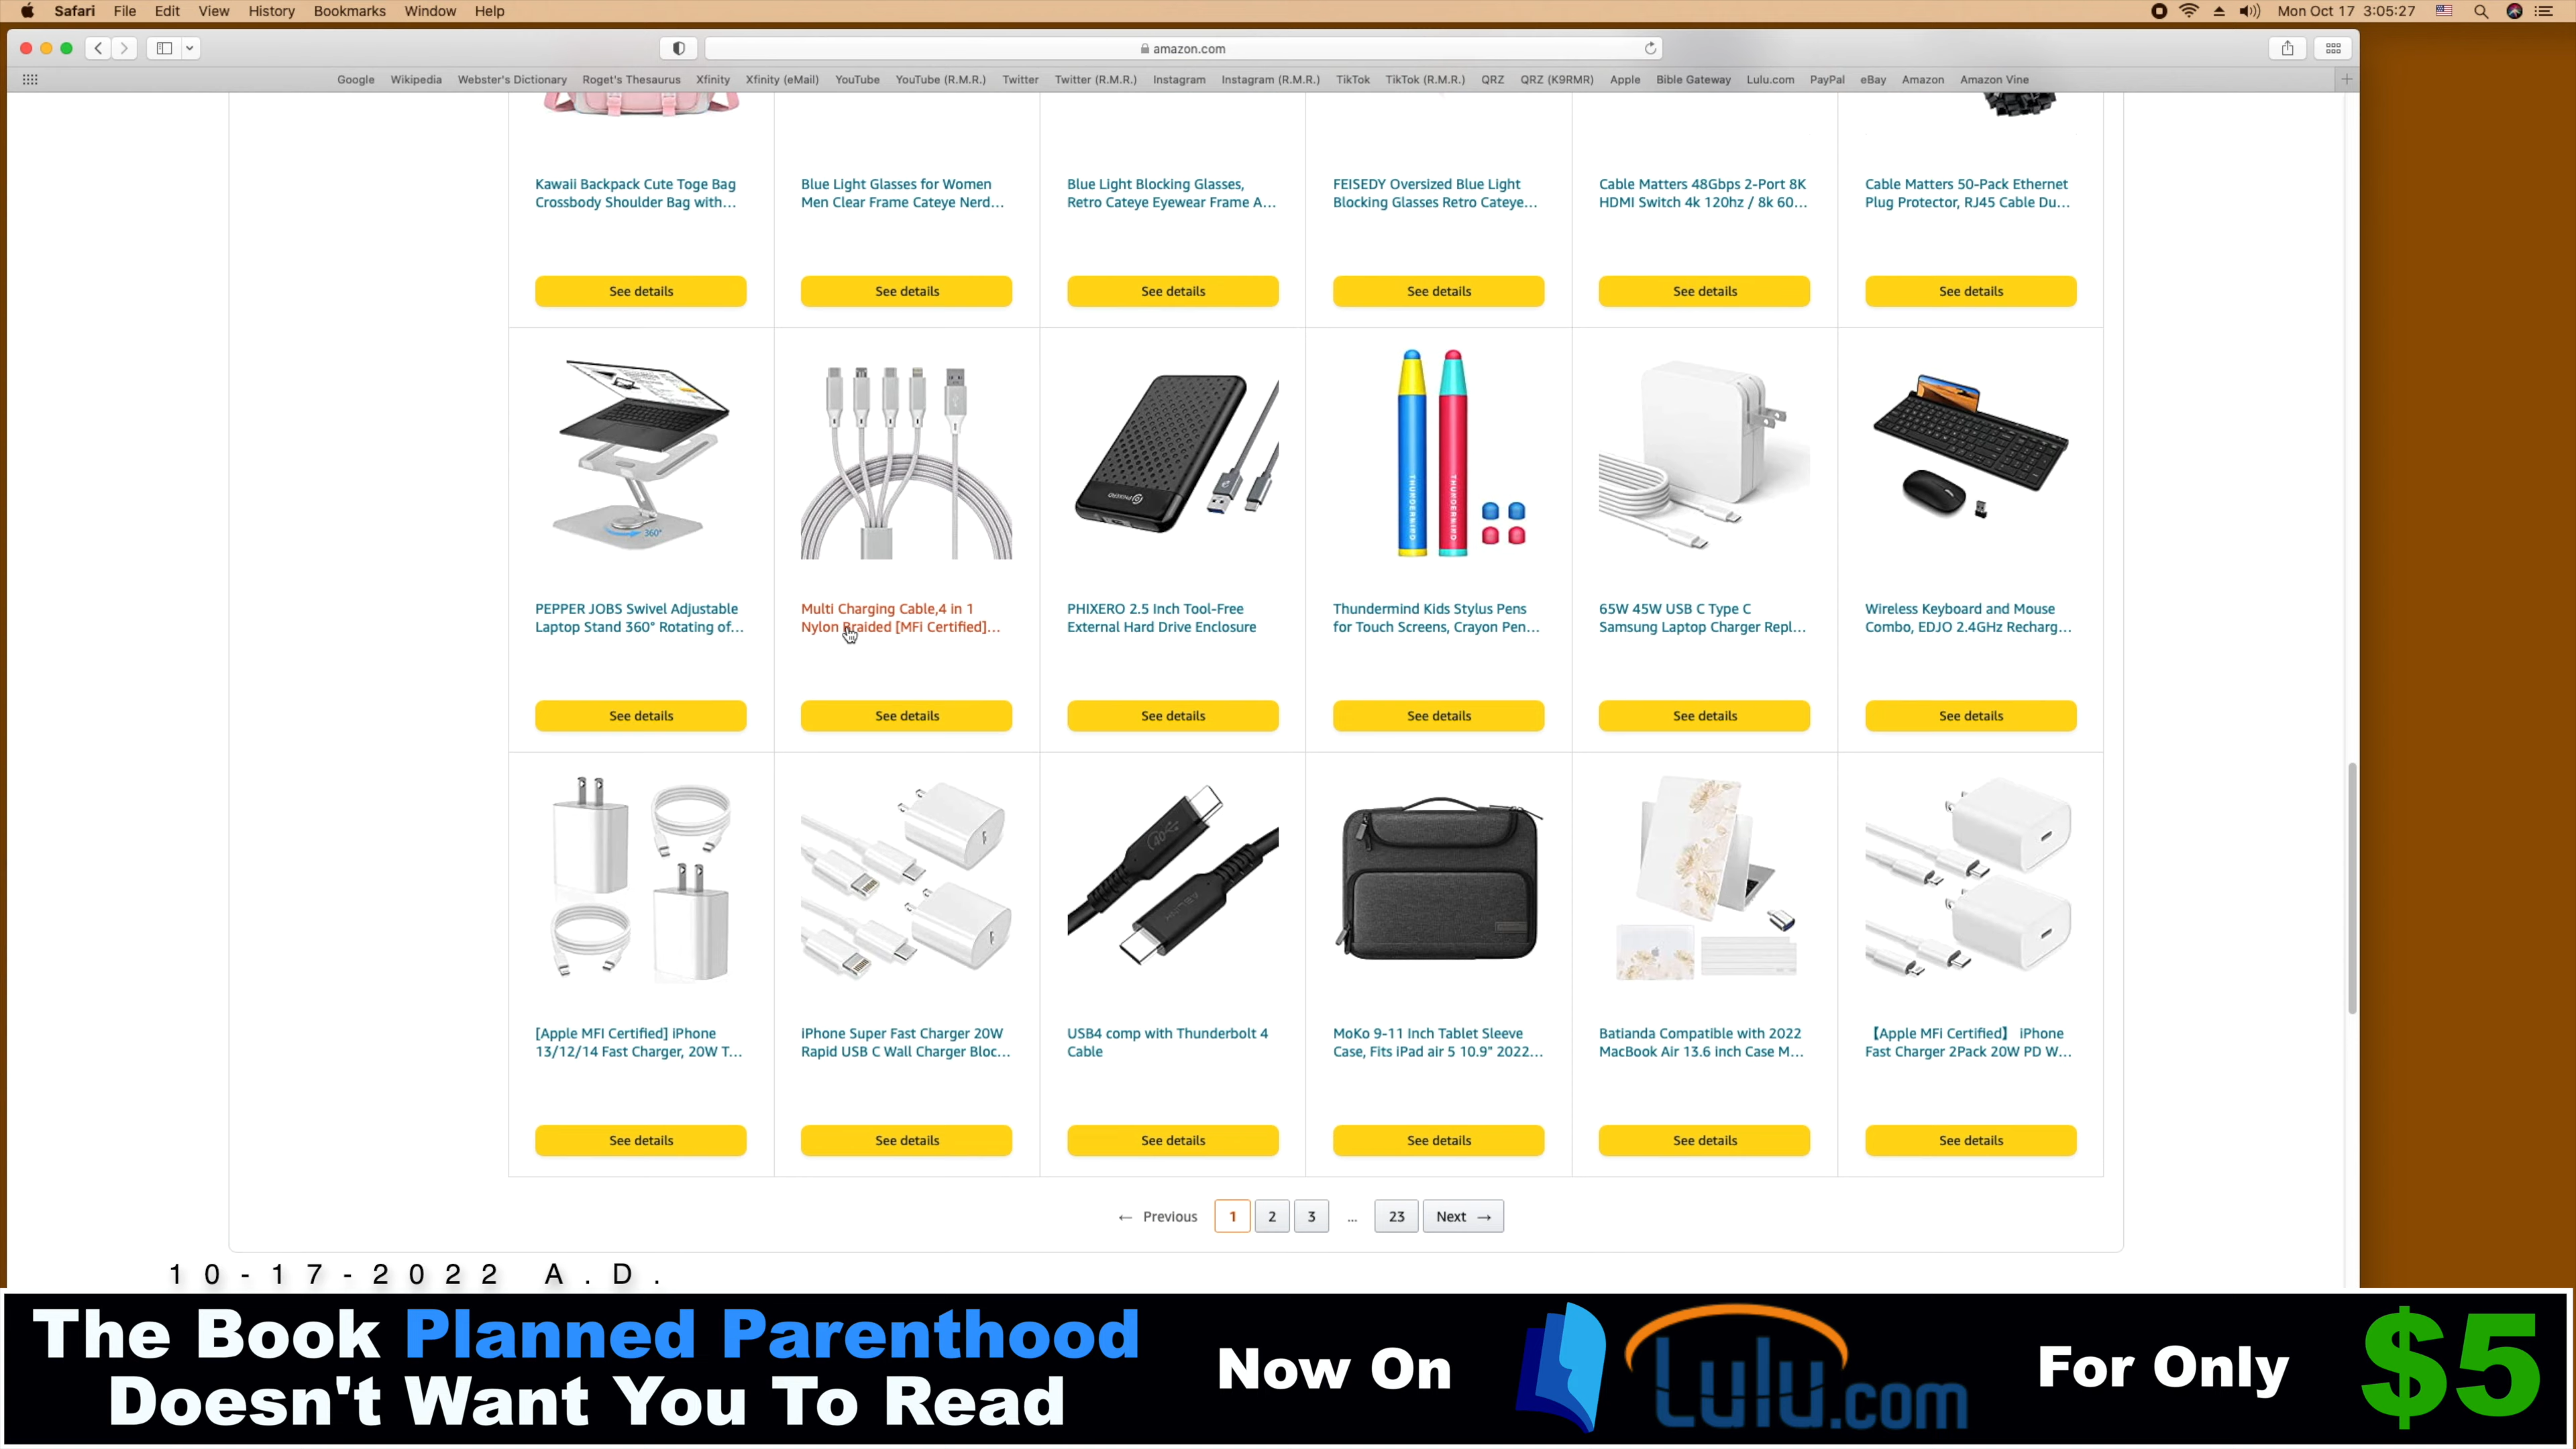 Safari File Edit View History Bookmarks Window Help
Mon Oct 17 3:05:27
amazon.com
Google Wikipedia Webster's Dictionary Roget's Thesaurus Xfinity Xfinity (eMail) YouTube YouTube (R.M.R.) Twitter Twitter (R.M.R.) Instagram Instagram (R.M.R.) TikTok TikTok (R.M.R.) QRZ QRZ (K9RMR) Apple Bible Gateway Lulu.com PayPal eBay Amazon Amazon Vine
Kawaii Backpack Cute Toge Bag
Crossbody Shoulder Bag with...
Blue Light Glasses for Women
Men Clear Frame Cateye Nerd...
Blue Light Blocking Glasses,
Retro Cateye Eyewear Frame A...
FEISEDY Oversized Blue Light
Blocking Glasses Retro Cateye...
Cable Matters 48Gbps 2-Port 8K
HDMI Switch 4k 120hz / 8k 60...
Cable Matters 50-Pack Ethernet
Plug Protector, RJ45 Cable Du...
See details See details See details See details See details See details
360°
THUNDERMIND
THUNDERMIND
PEPPER JOBS Swivel Adjustable
Laptop Stand 360° Rotating of...
Multi Charging Cable,4 in 1
Nylon Braided [MFi Certified]...
PHIXERO 2.5 Inch Tool-Free
External Hard Drive Enclosure
Thundermind Kids Stylus Pens
for Touch Screens, Crayon Pen...
65W 45W USB C Type C
Samsung Laptop Charger Repl...
Wireless Keyboard and Mouse
Combo, EDJO 2.4GHz Recharg...
See details See details See details See details See details See details
40
[Apple MFI Certified] iPhone
13/12/14 Fast Charger, 20W T...
iPhone Super Fast Charger 20W
Rapid USB C Wall Charger Bloc...
USB4 comp with Thunderbolt 4
Cable
MoKo 9-11 Inch Tablet Sleeve
Case, Fits iPad air 5 10.9" 2022...
Batianda Compatible with 2022
MacBook Air 13.6 inch Case M...
【Apple MFi Certified】 iPhone
Fast Charger 2Pack 20W PD W...
See details See details See details See details See details See details
← Previous 1 2 3 ... 23 Next →
10-17-2022 A.D.
The Book Planned Parenthood
Doesn't Want You To Read
Now On
Lulu.com
For Only
$5